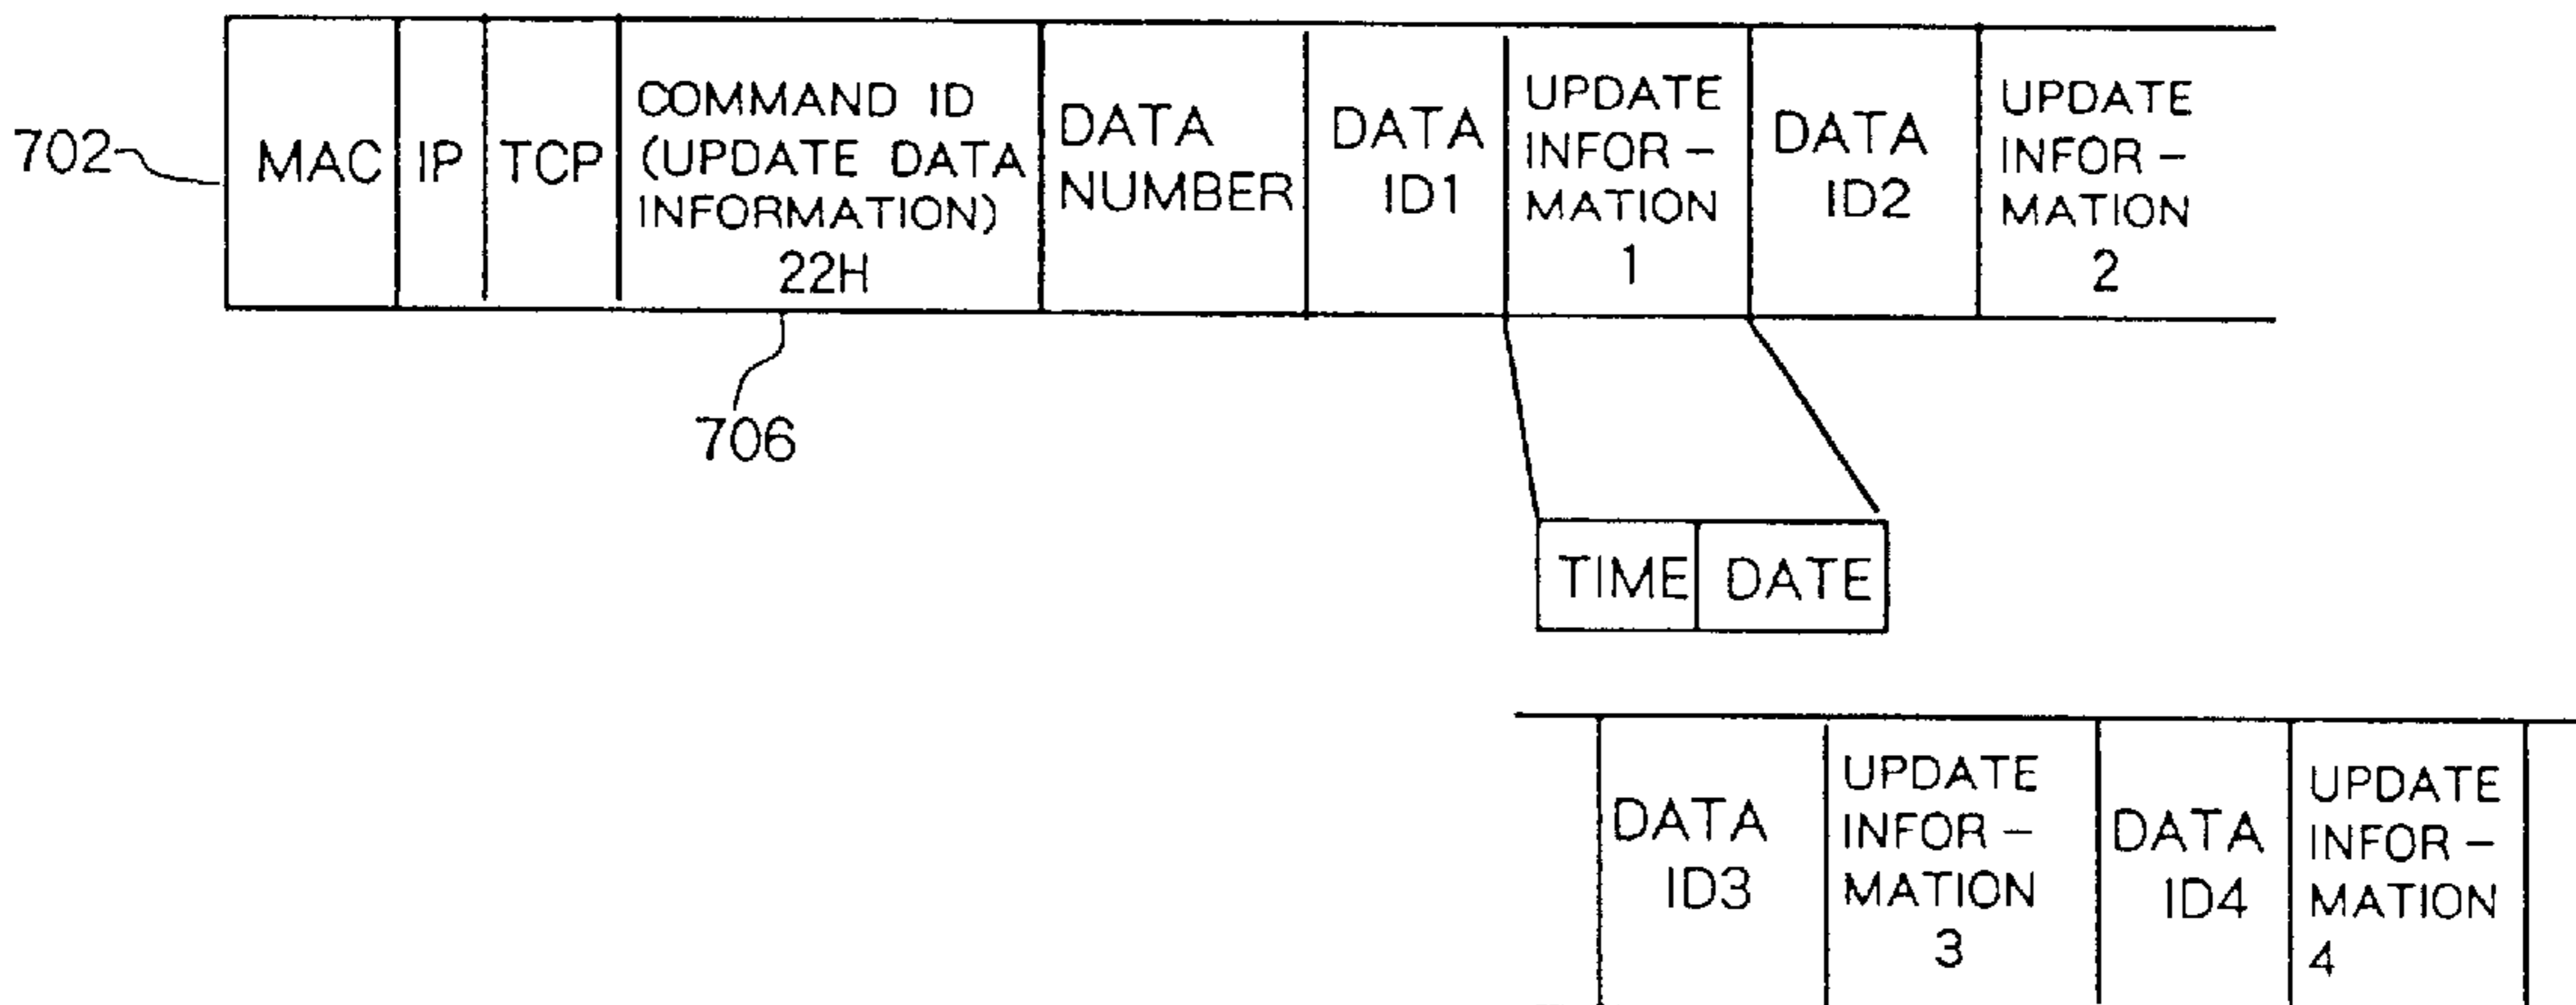 702
MAC
IP
TCP
COMMAND ID
(UPDATE DATA
INFORMATION)
22H
DATA
NUMBER
DATA
ID1
UPDATE
INFOR-
MATION
1
DATA
ID2
UPDATE
INFOR-
MATION
2
706
TIME
DATE
DATA
ID3
UPDATE
INFOR-
MATION
3
DATA
ID4
UPDATE
INFOR-
MATION
4